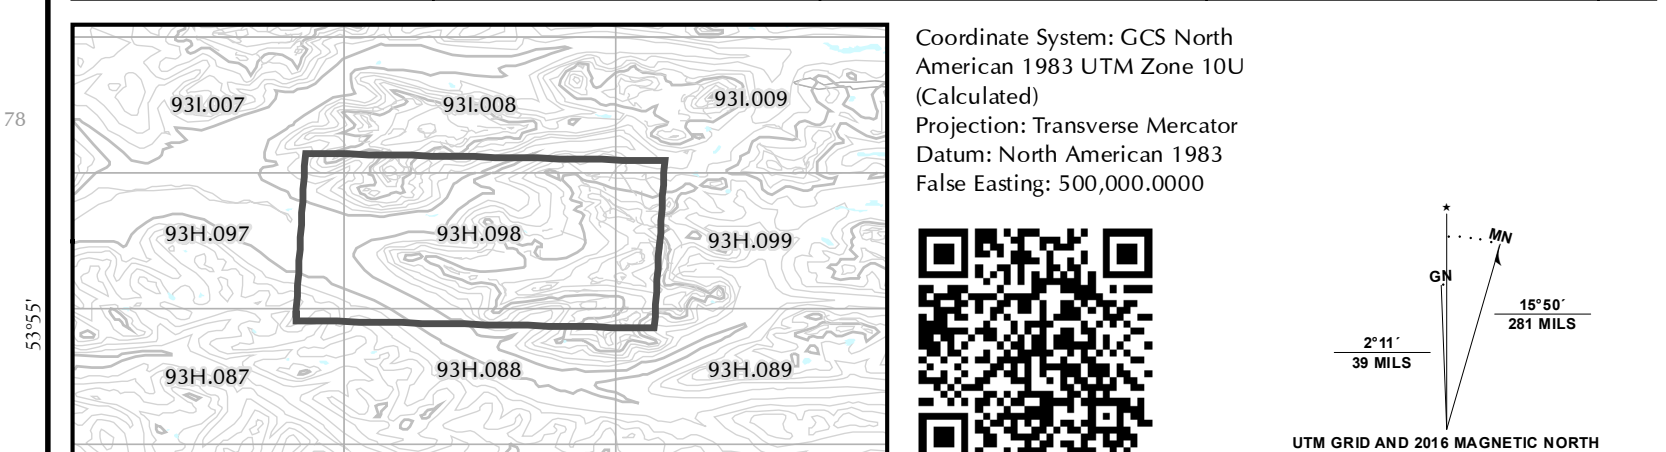 78
53°55'
93I.007
93I.008
93I.009
93H.097
93H.098
93H.099
93H.087
93H.088
93H.089
Coordinate System: GCS North
American 1983 UTM Zone 10U
(Calculated)
Projection: Transverse Mercator
Datum: North American 1983
False Easting: 500,000.0000
MN
GN
15°50´
281 MILS
2°11´
39 MILS
UTM GRID AND 2016 MAGNETIC NORTH